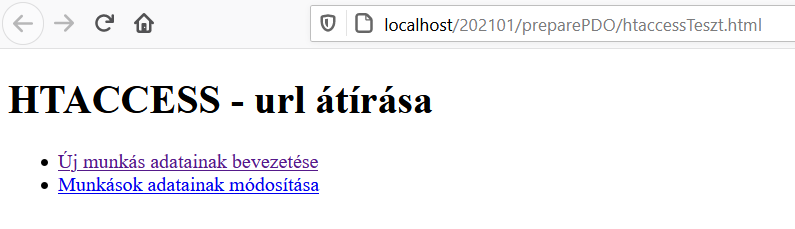 localhost/202101/preparePDO/htaccessTeszt.html
HTACCESS - url átírása
Új munkás adatainak bevezetése
Munkások adatainak módosítása